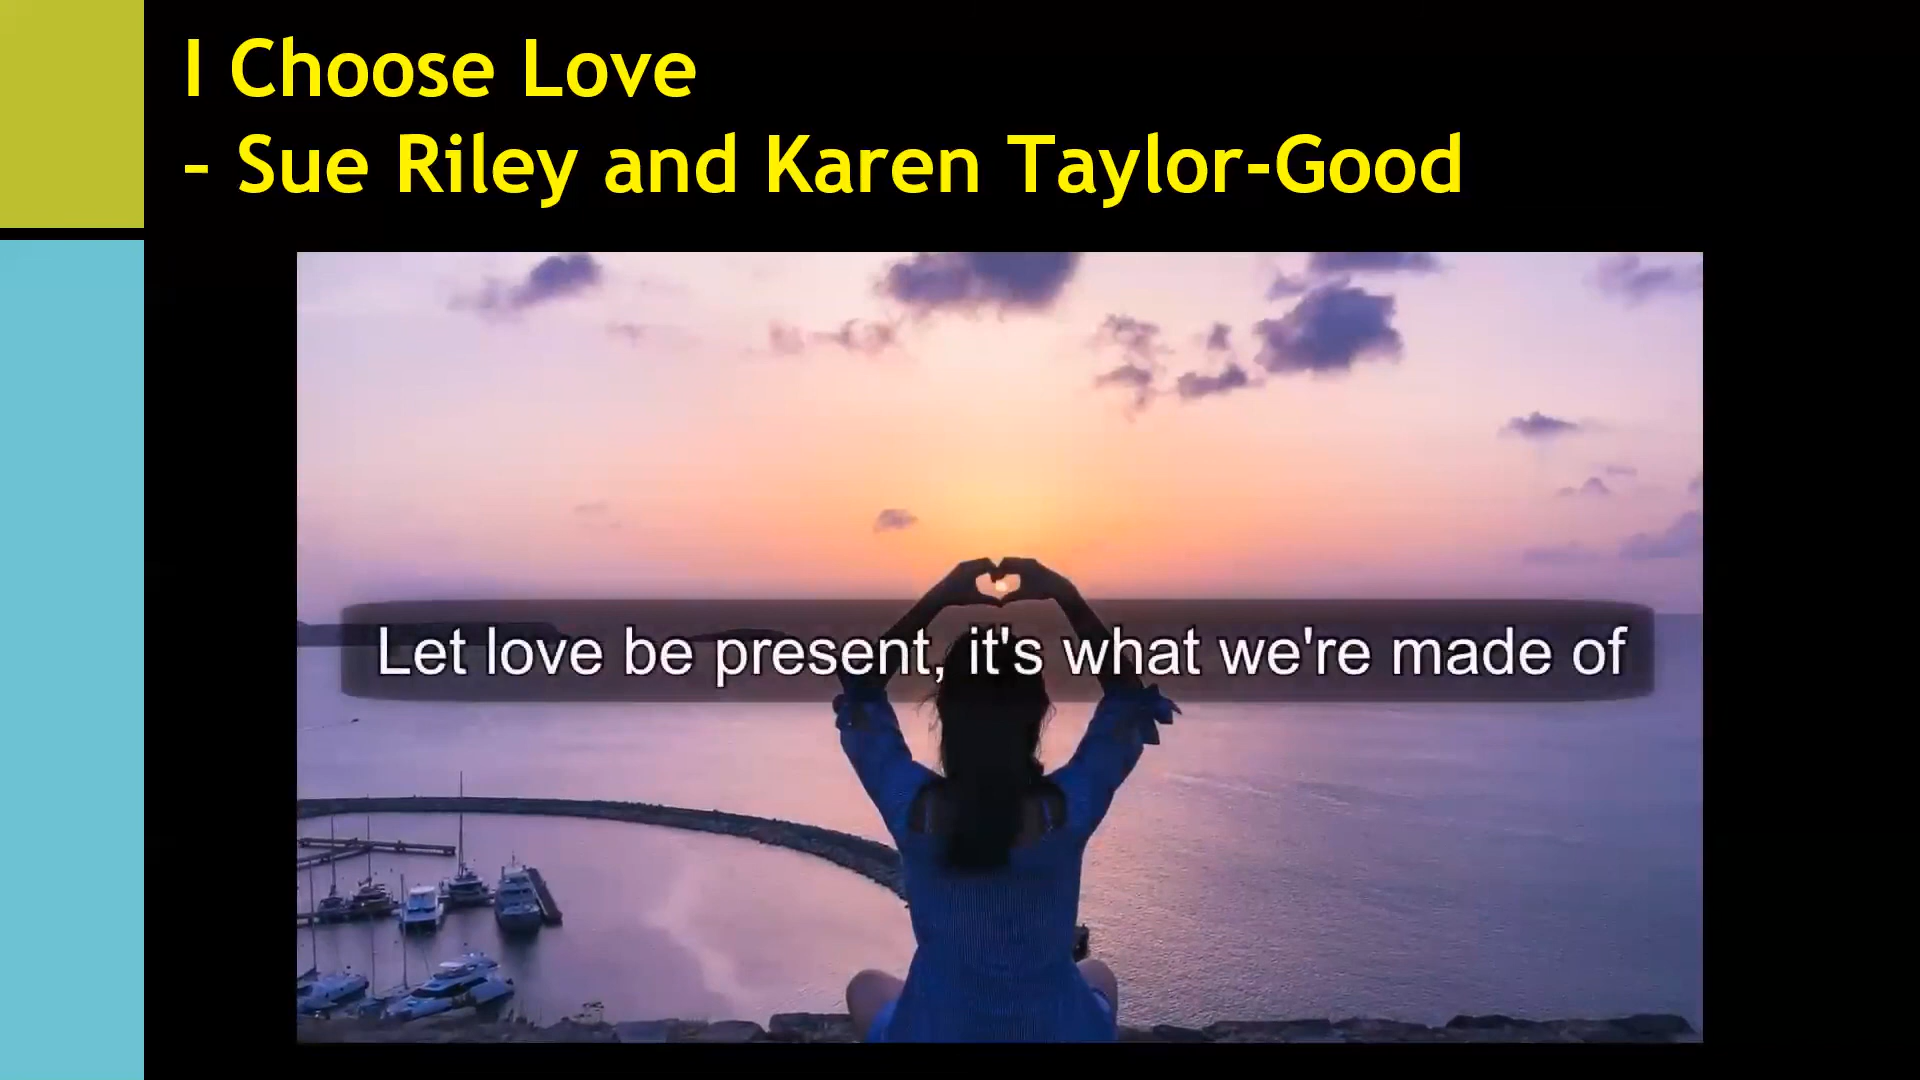 I Choose Love
– Sue Riley and Karen Taylor-Good
Let love be present, it's what we're made of